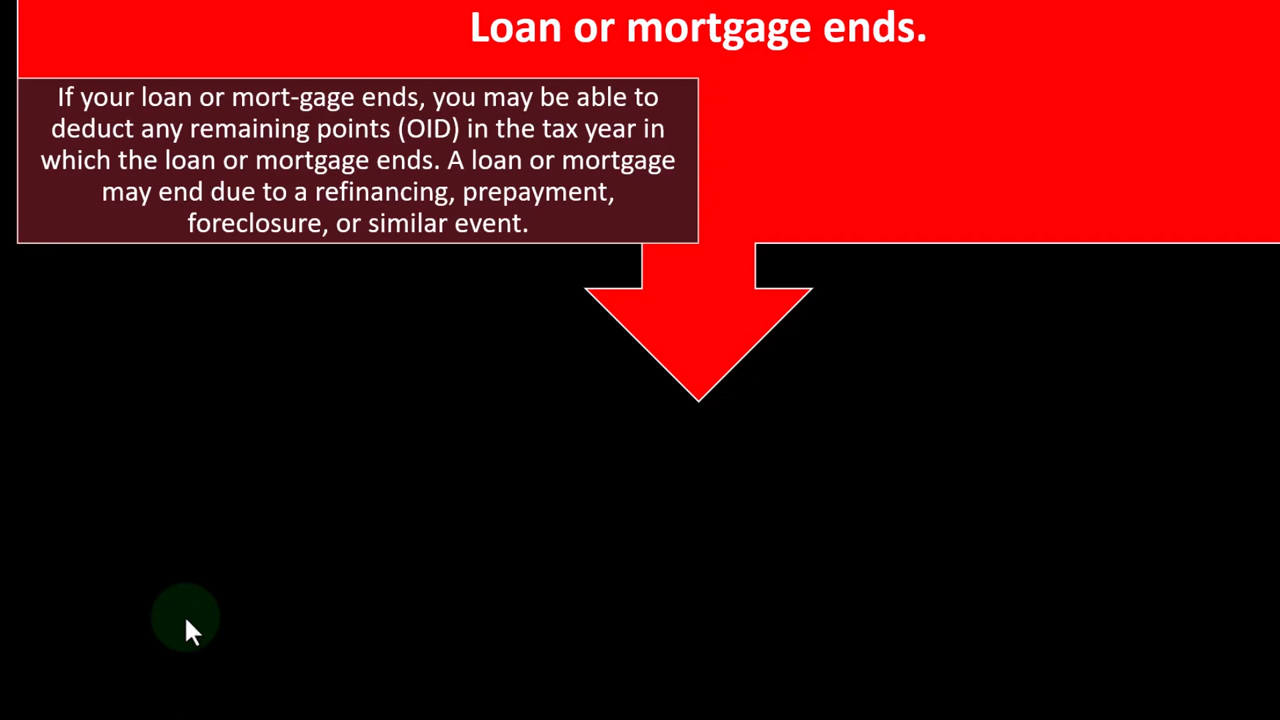 Loan or mortgage ends.
If your loan or mort-gage ends, you may be able to
deduct any remaining points (OID) in the tax year in
which the loan or mortgage ends. A loan or mortgage
may end due to a refinancing, prepayment,
foreclosure, or similar event.